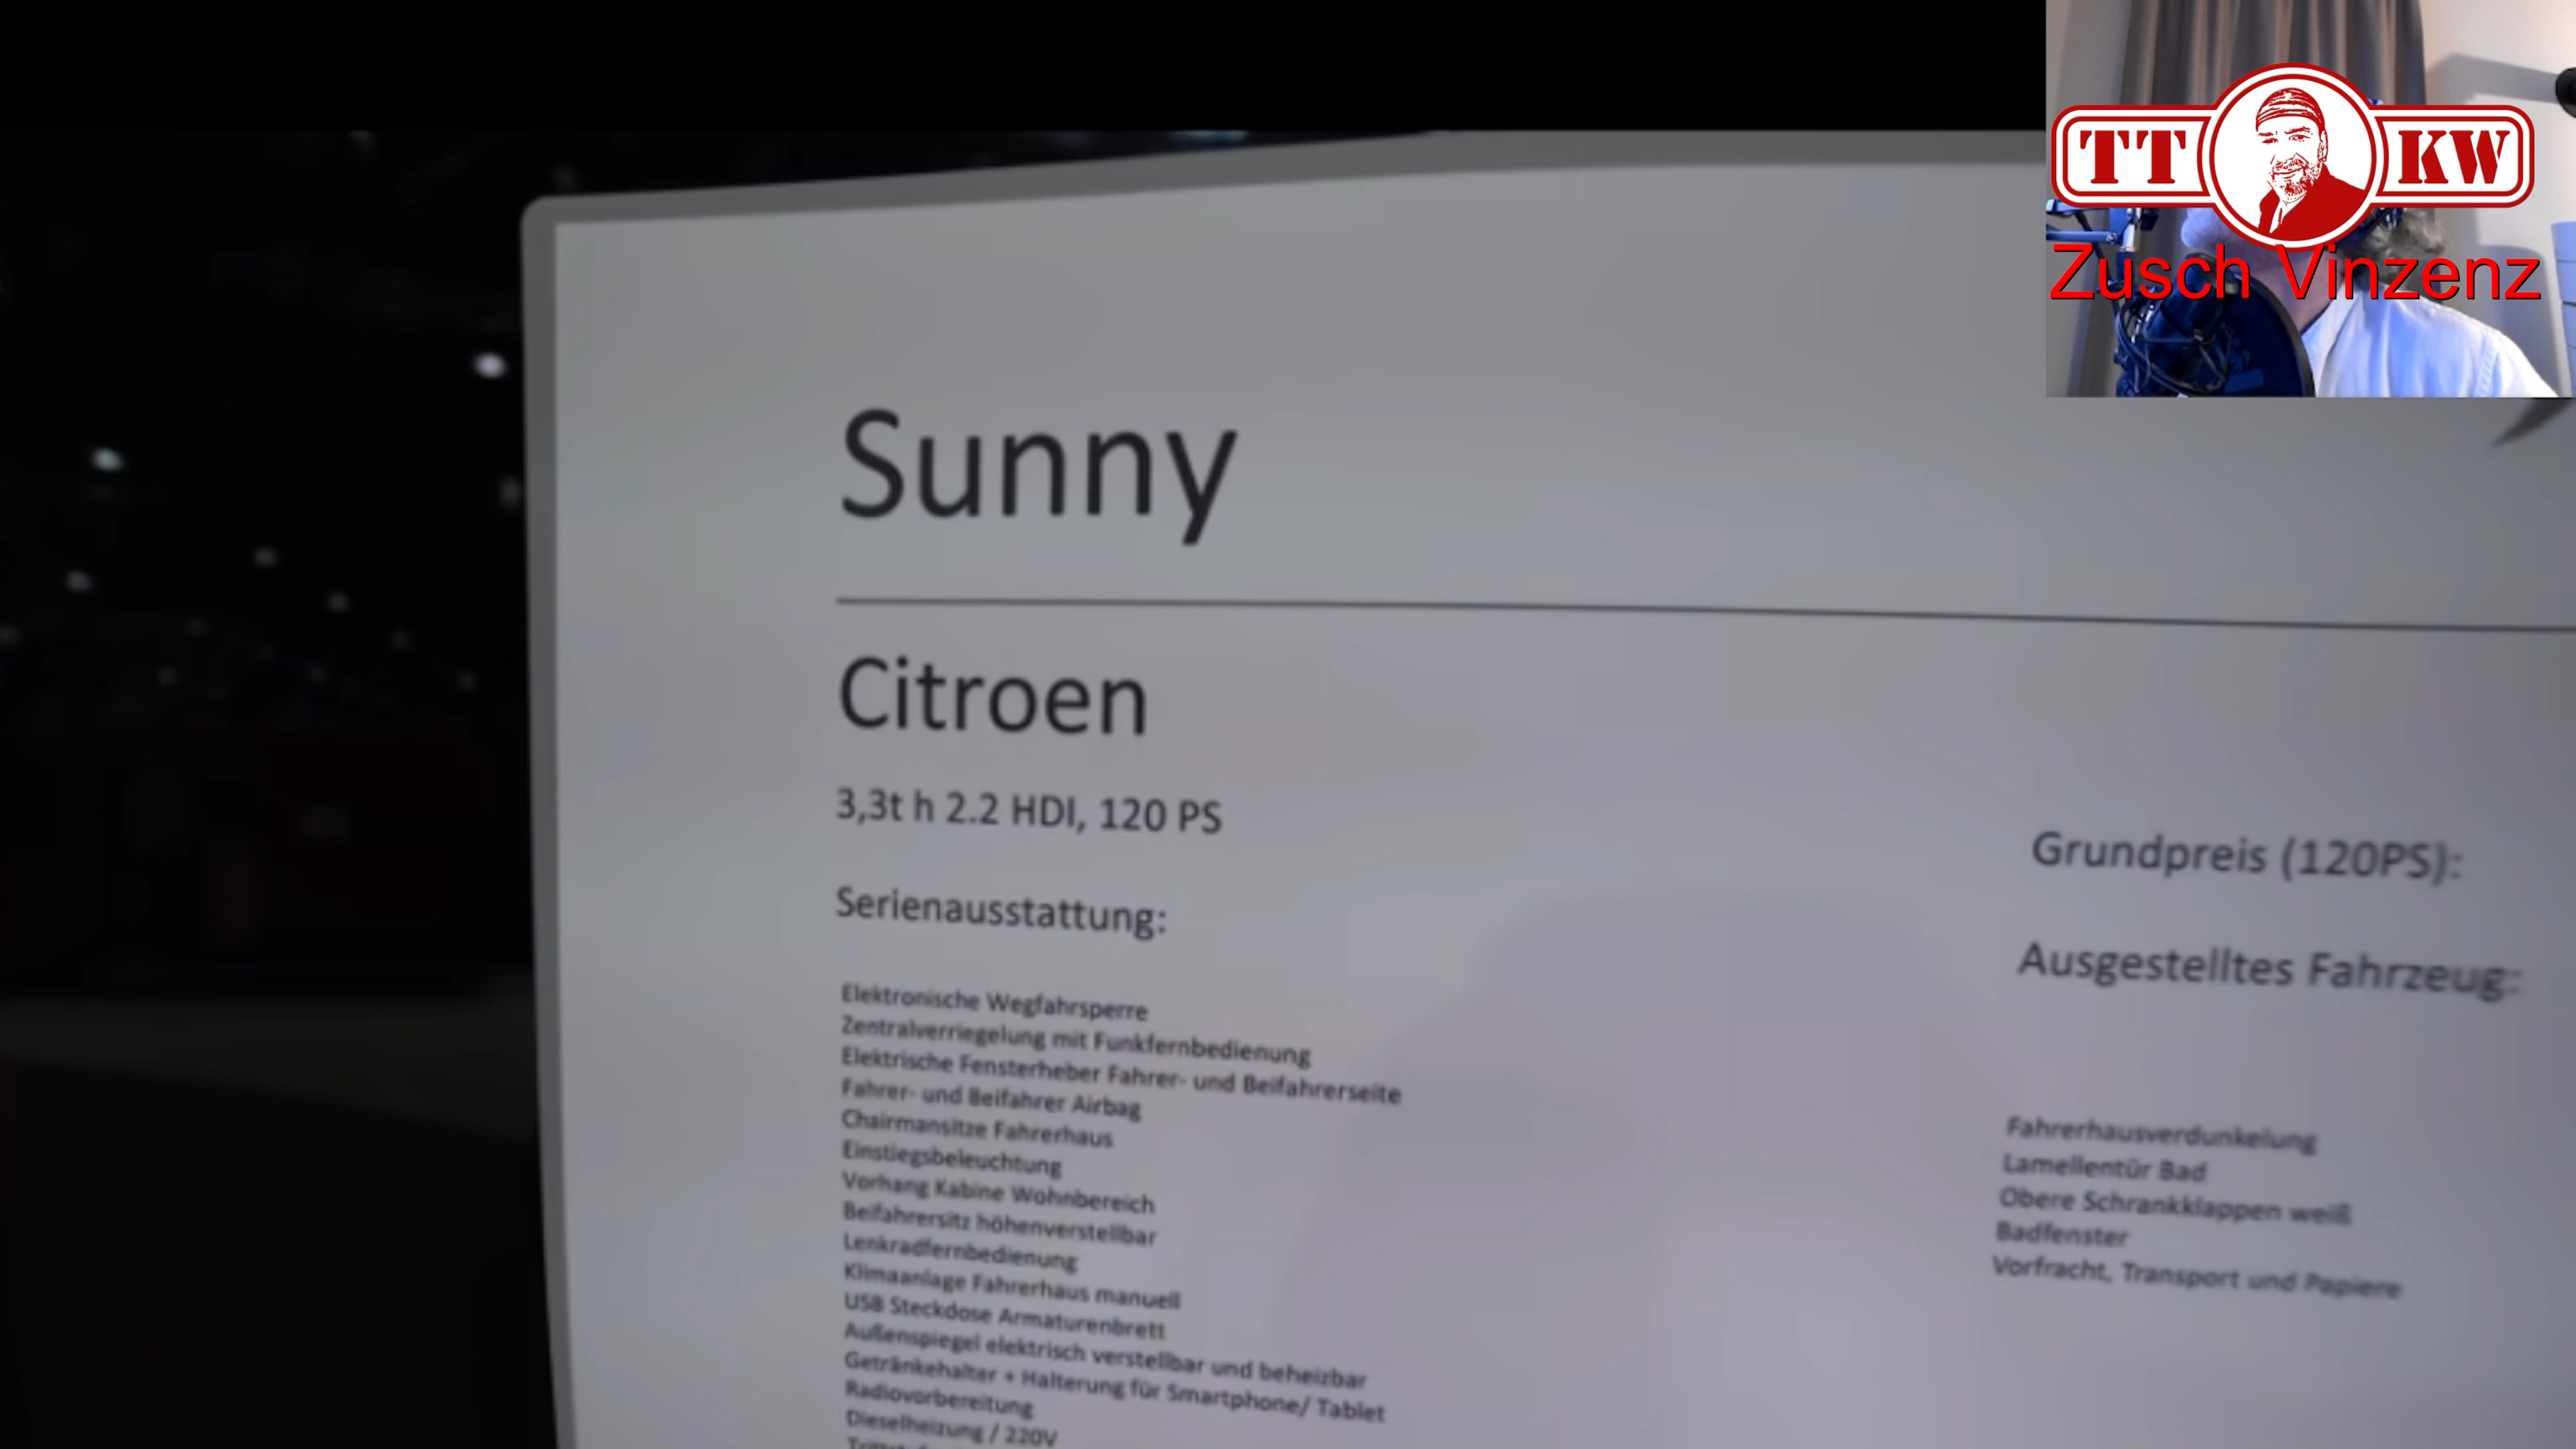 TT KW
Zusch Vinzenz
Sunny
Citroen
3,3t h 2.2 HDI, 120 PS
Serienausstattung:
Elektronische Wegfahrsperre
Zentralverriegelung mit Funkfernbedienung
Elektrische Fensterheber Fahrer- und Beifahrerseite
Fahrer- und Beifahrer Airbag
Chairmansitze Fahrerhaus
Einstiegsbeleuchtung
Vorhang Kabine Wohnbereich
Beifahrersitz höhenverstellbar
Lenkradfernbedienung
Klimaanlage Fahrerhaus manuell
USB Steckdose Armaturenbrett
Außenspiegel elektrisch verstellbar und beheizbar
Getränkehalter + Halterung für Smartphone/ Tablet
Radiovorbereitung
Dieselheizung / 220V
Grundpreis (120PS):
Ausgestelltes Fahrzeug:
Fahrerhausverdunkelung
Lamellentür Bad
Obere Schrankklappen weiß
Badfenster
Vorfracht, Transport und Papiere